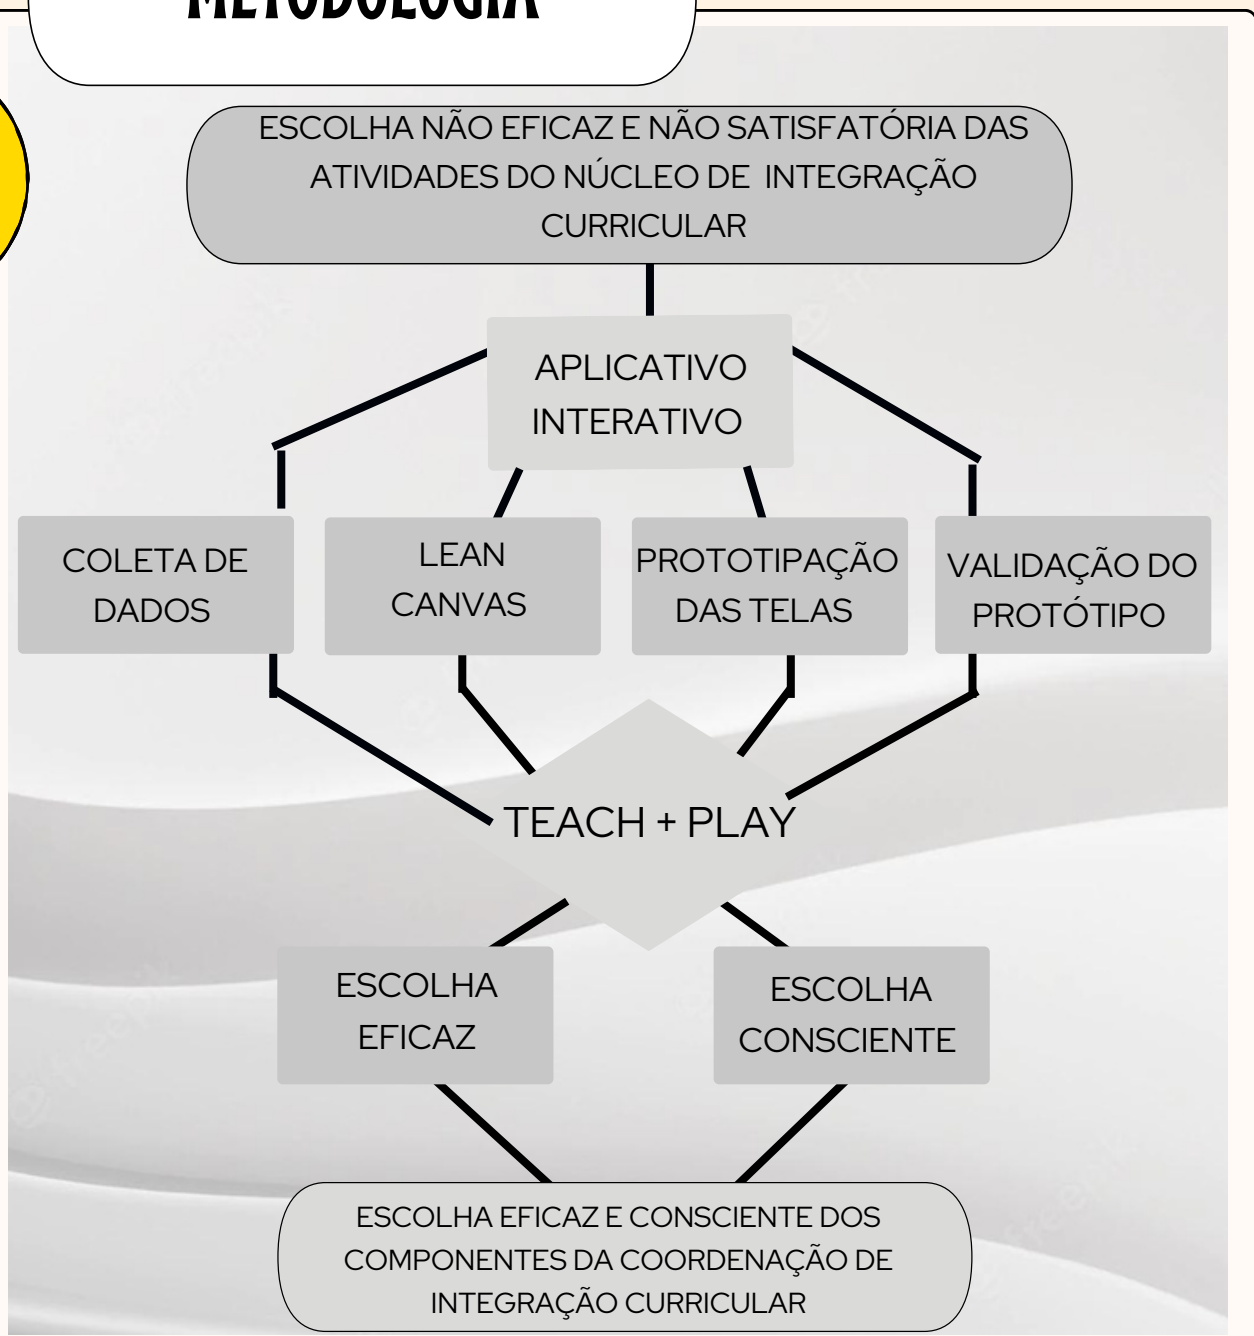 METODOLOGIA
ESCOLHA NÃO EFICAZ E NÃO SATISFATÓRIA DAS
ATIVIDADES DO NÚCLEO DE INTEGRAÇÃO
CURRICULAR
APLICATIVO
INTERATIVO
COLETA DE
DADOS
LEAN
CANVAS
PROTOTIPAÇÃO
DAS TELAS
VALIDAÇÃO DO
PROTÓTIPO
TEACH + PLAY
ESCOLHA
EFICAZ
ESCOLHA
CONSCIENTE
ESCOLHA EFICAZ E CONSCIENTE DOS
COMPONENTES DA COORDENAÇÃO DE
INTEGRAÇÃO CURRICULAR